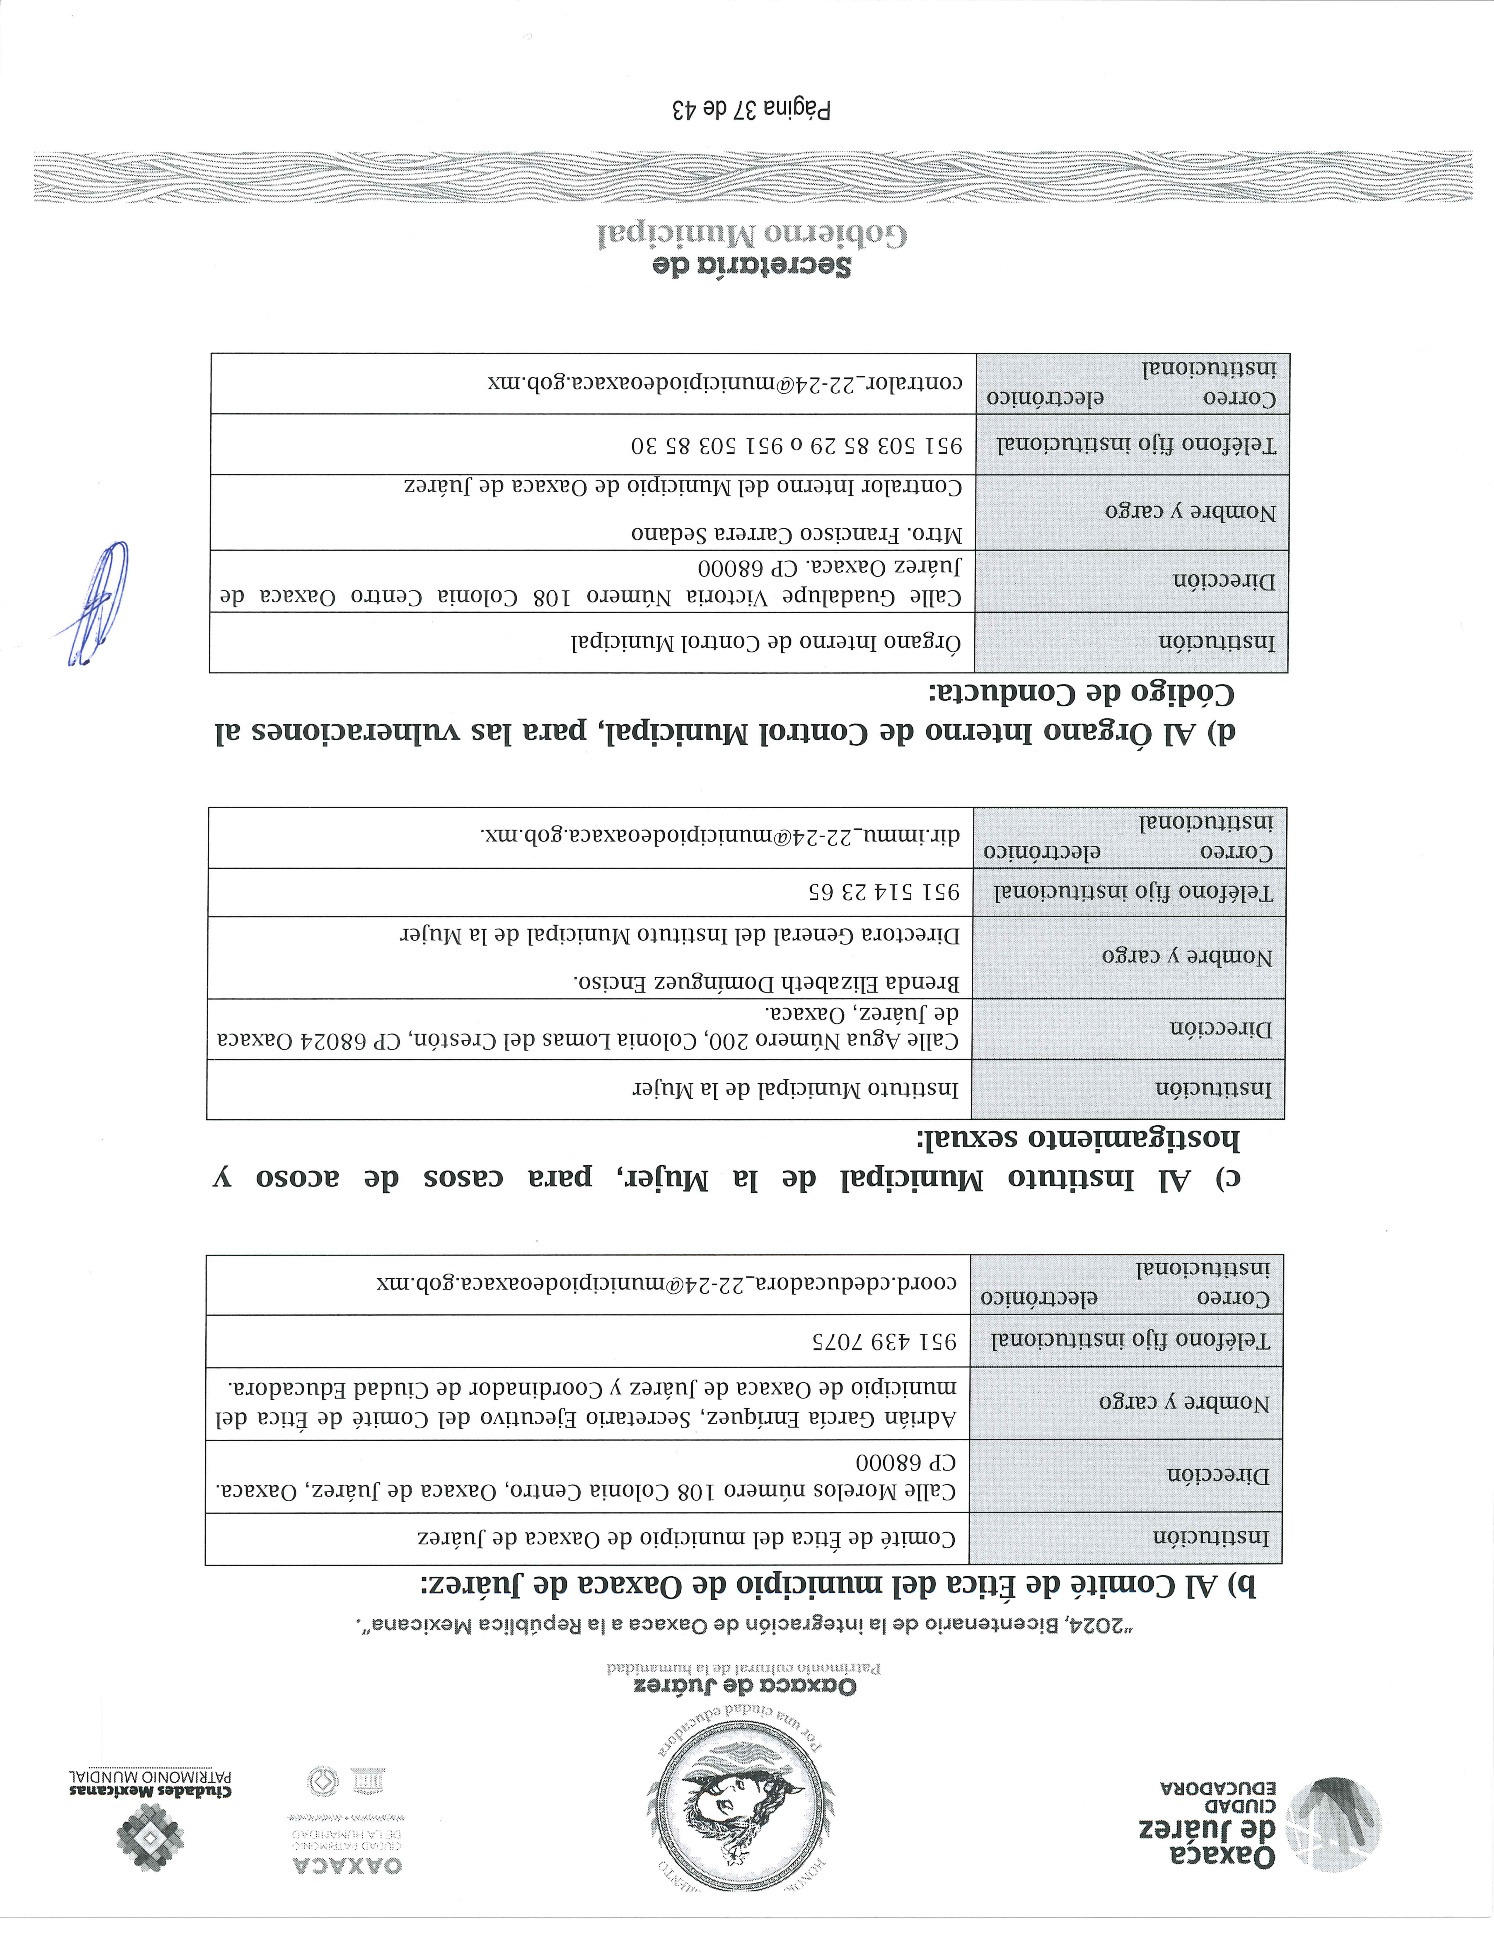 Oaxaca
de Juárez
CIUDAD
EDUCADORA
Por una ciudad educadora
Oaxaca de Juárez
Patrimonio cultural de la humanidad
OAXACA
CIUDAD PATRIMONIO
DE LA HUMANIDAD
Ciudades Mexicanas
PATRIMONIO MUNDIAL
"2024, Bicentenario de la integración de Oaxaca a la República Mexicana".
b) Al Comité de Ética del municipio de Oaxaca de Juárez:
Institución
Comité de Ética del municipio de Oaxaca de Juárez
Dirección
Calle Morelos número 108 Colonia Centro, Oaxaca de Juárez, Oaxaca.
CP 68000
Nombre y cargo
Adrián García Enríquez, Secretario Ejecutivo del Comité de Ética del
municipio de Oaxaca de Juárez y Coordinador de Ciudad Educadora.
Teléfono fijo institucional
951 439 7075
Correo electrónico
institucional
coord.cdeducadora_22-24@municipiodeoaxaca.gob.mx
c) Al Instituto Municipal de la Mujer, para casos de acoso y
hostigamiento sexual:
Institución
Instituto Municipal de la Mujer
Dirección
Calle Agua Número 200, Colonia Lomas del Crestón, CP 68024 Oaxaca
de Juárez, Oaxaca.
Nombre y cargo
Brenda Elizabeth Domínguez Enciso.
Directora General del Instituto Municipal de la Mujer
Teléfono fijo institucional
951 514 23 65
Correo electrónico
institucional
dir.immu_22-24@municipiodeoaxaca.gob.mx.
d) Al Órgano Interno de Control Municipal, para las vulneraciones al
Código de Conducta:
Institución
Órgano Interno de Control Municipal
Dirección
Calle Guadalupe Victoria Número 108 Colonia Centro Oaxaca de
Juárez Oaxaca. CP 68000
Nombre y cargo
Mtro. Francisco Carrera Sedano
Contralor Interno del Municipio de Oaxaca de Juárez
Teléfono fijo institucional
951 503 85 29 o 951 503 85 30
Correo electrónico
institucional
contralor_22-24@municipiodeoaxaca.gob.mx
Secretaría de
Gobierno Municipal
Página 37 de 43